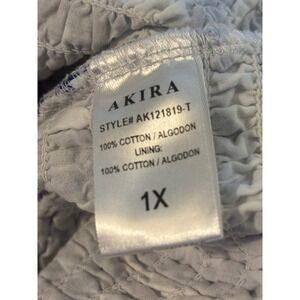 AKIRA
STYLE# AK121819-T
100% COTTON / ALGODON
LINING:
100% COTTON / ALGODON
1X